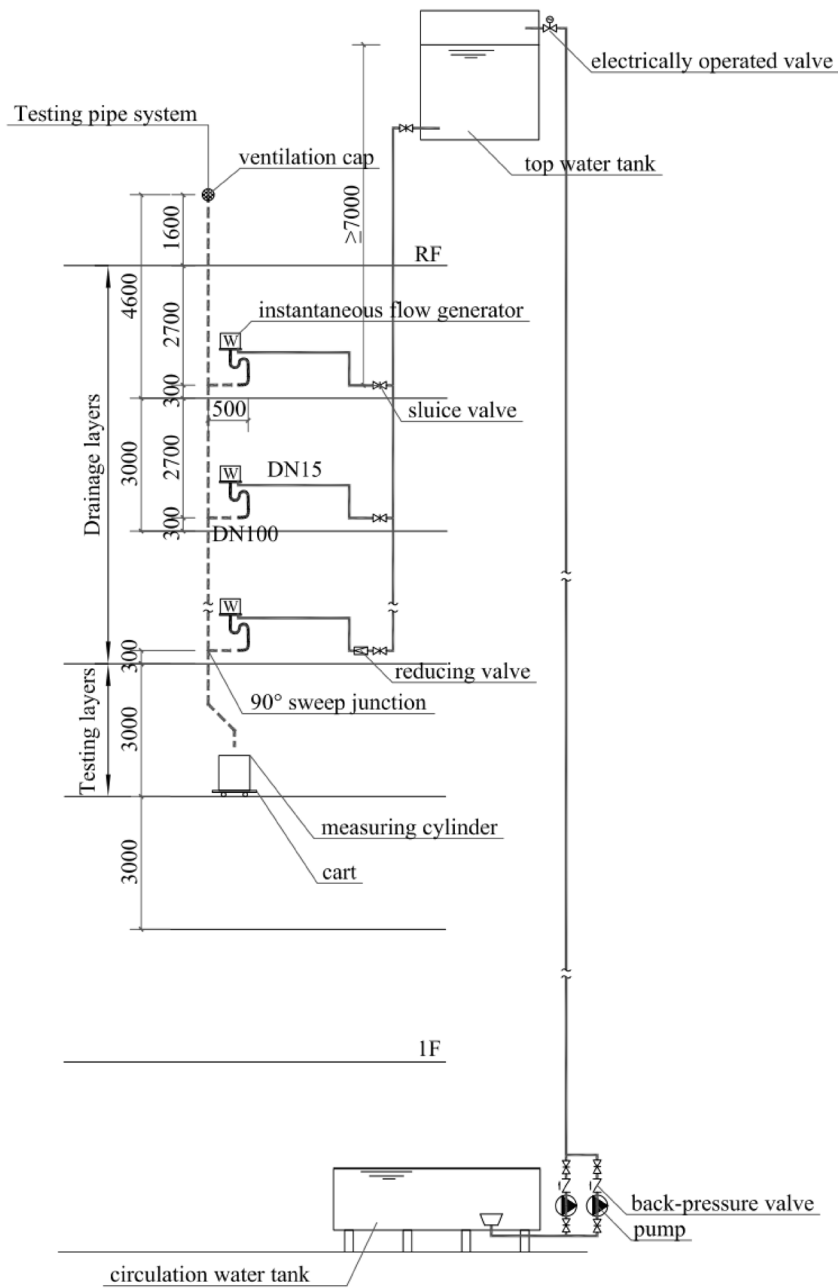 electrically operated valve
Testing pipe system
ventilation cap
top water tank
≥7000
1600
RF
4600
instantaneous flow generator
2700
W
300
500
sluice valve
Drainage layers
3000
2700
W
DN15
300
DN100
W
300
reducing valve
90° sweep junction
Testing layers
3000
measuring cylinder
cart
3000
1F
back-pressure valve
pump
circulation water tank